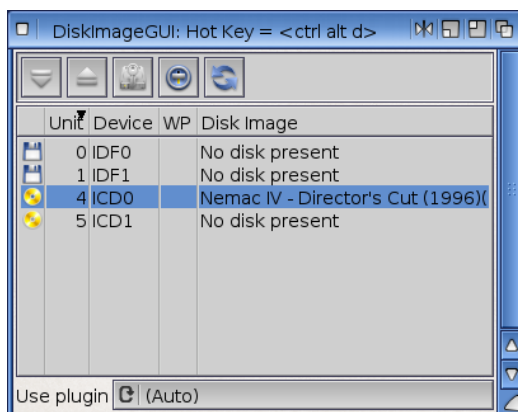 DiskImageGUI: Hot Key = <ctrl alt d>
Unit Device WP Disk Image
0 IDF0 No disk present
1 IDF1 No disk present
4 ICD0 Nemac IV - Director's Cut (1996)(
5 ICD1 No disk present
Use plugin (Auto)